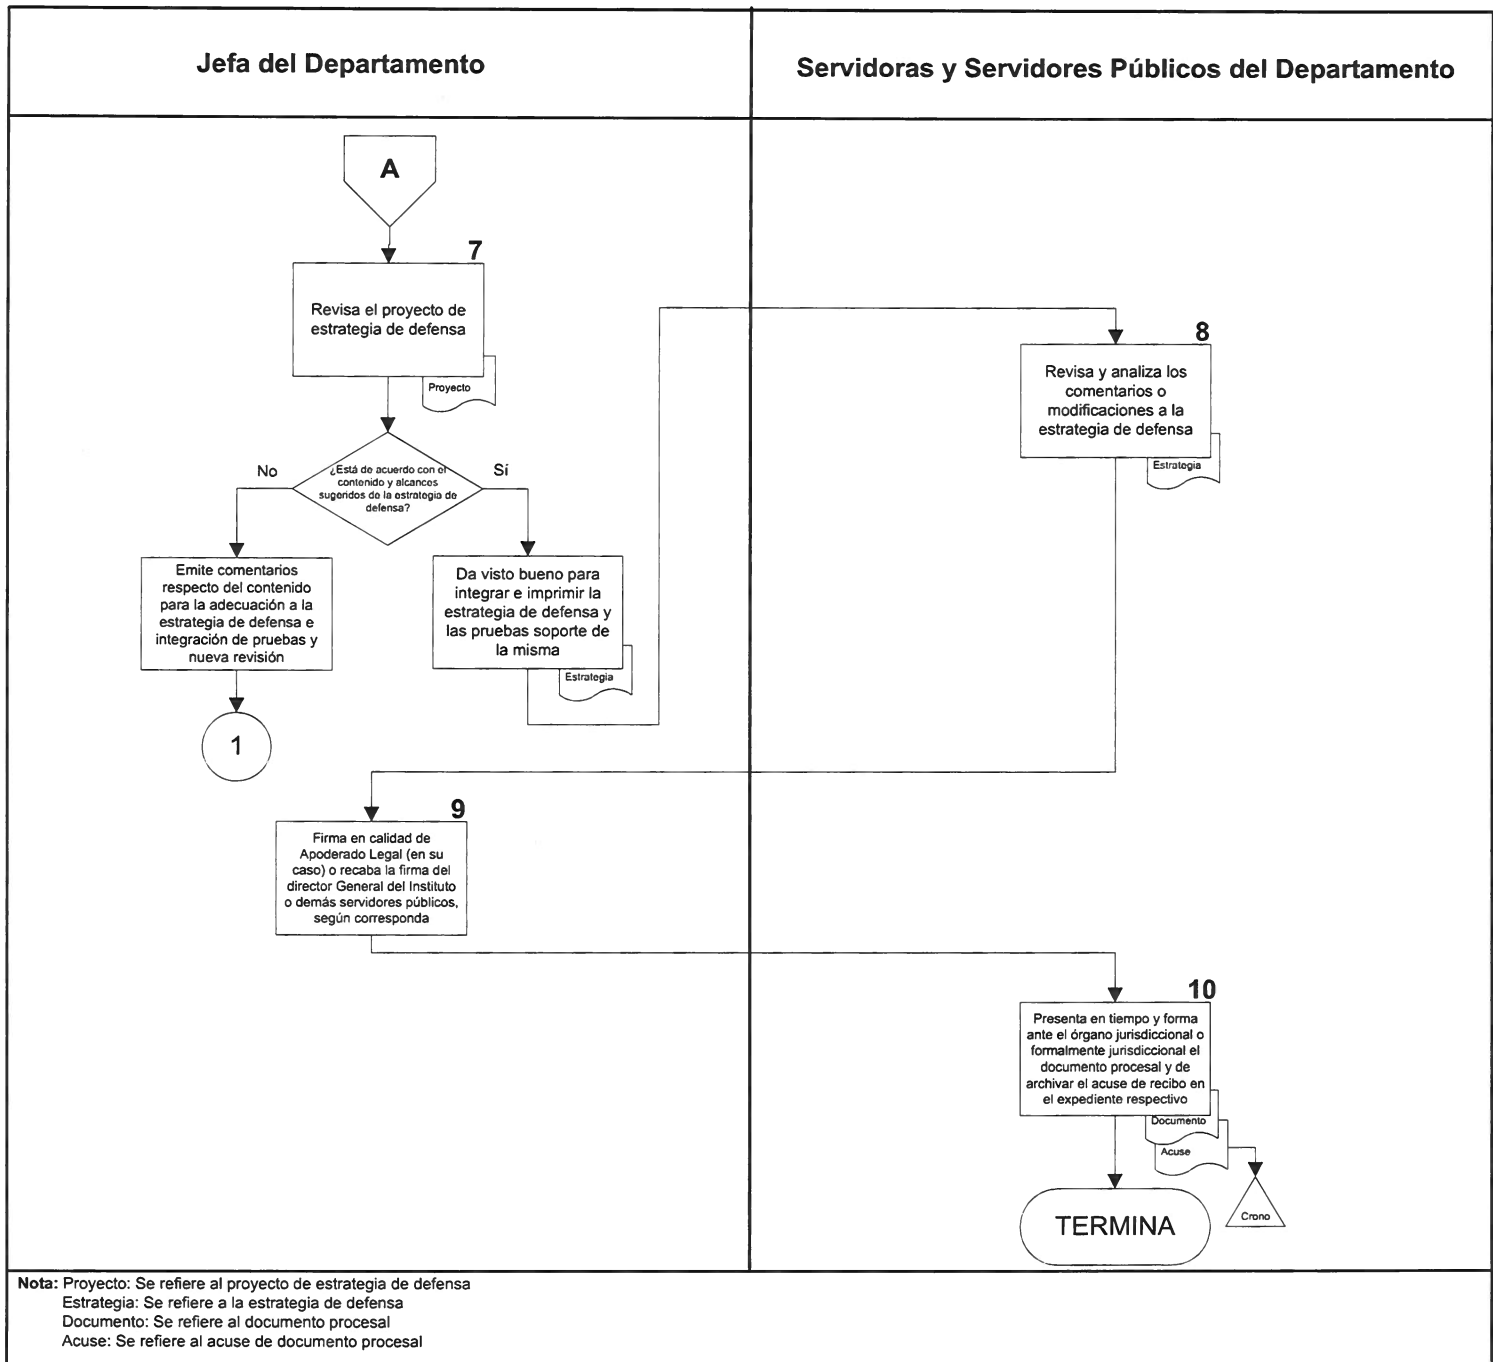 Jefa del Departamento
Servidoras y Servidores Públicos del Departamento
A
7
Revisa el proyecto de
estrategia de defensa
Proyecto
8
Revisa y analiza los
comentarios o
modificaciones a la
estrategia de defensa
Estrategia
No
¿Está de acuerdo con el
contenido y alcances
sugeridos de la estrategia de
defensa?
Sí
Emite comentarios
respecto del contenido
para la adecuación a la
estrategia de defensa e
integración de pruebas y
nueva revisión
Da visto bueno para
integrar e imprimir la
estrategia de defensa y
las pruebas soporte de
la misma
Estrategia
1
9
Firma en calidad de
Apoderado Legal (en su
caso) o recaba la firma del
director General del Instituto
o demás servidores públicos,
según corresponda
10
Presenta en tiempo y forma
ante el órgano jurisdiccional o
formalmente jurisdiccional el
documento procesal y de
archivar el acuse de recibo en
el expediente respectivo
Documento
Acuse
Crono
TERMINA
Nota: Proyecto: Se refiere al proyecto de estrategia de defensa
Estrategia: Se refiere a la estrategia de defensa
Documento: Se refiere al documento procesal
Acuse: Se refiere al acuse de documento procesal